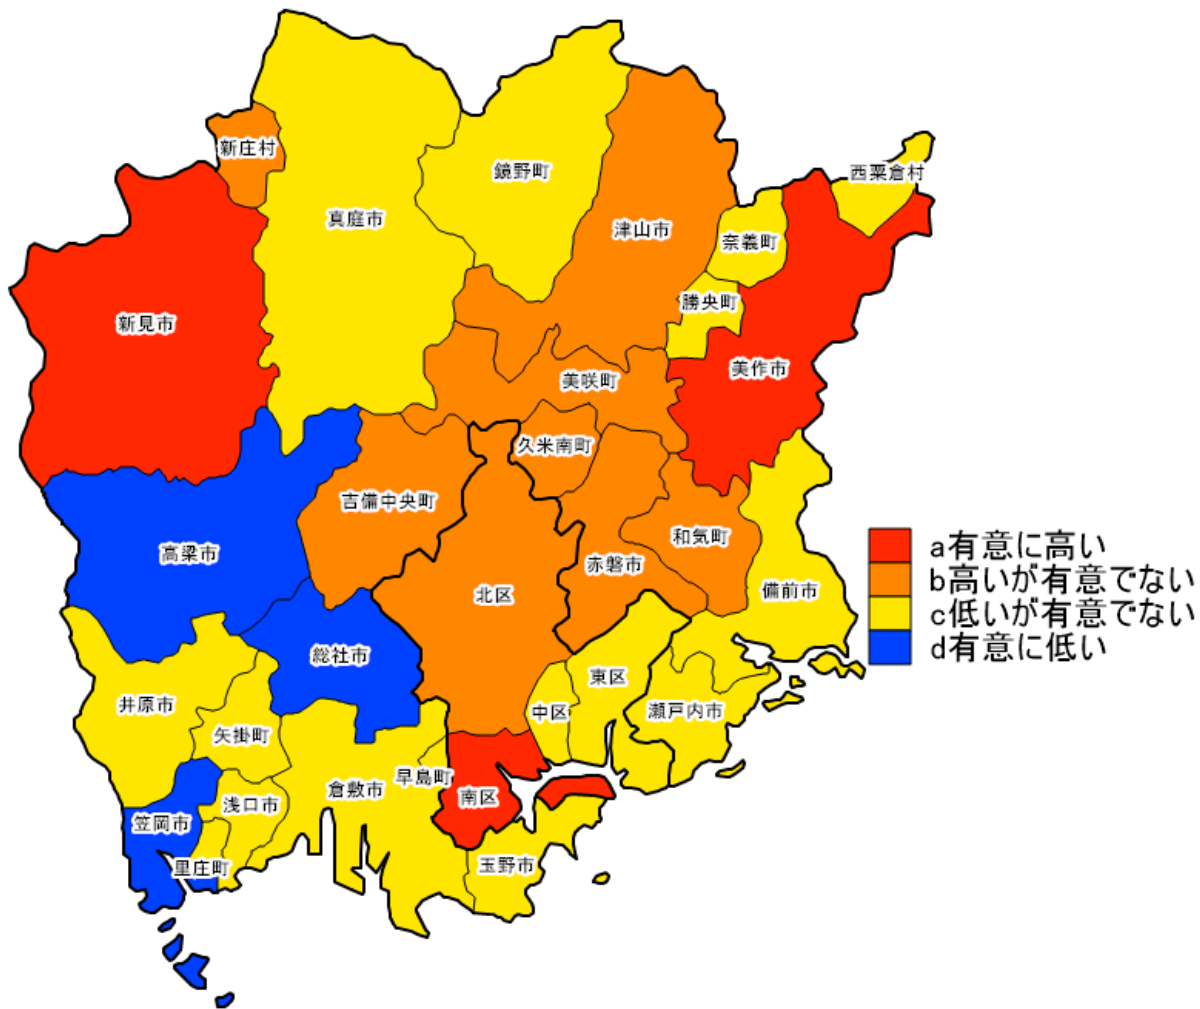 新庄村
鏡野町
西粟倉村
真庭市
津山市
奈義町
勝央町
新見市
美作市
美咲町
久米南町
吉備中央町
和気町
高梁市
赤磐市
備前市
北区
総社市
東区
井原市
中区
瀬戸内市
矢掛町
早島町
倉敷市
南区
浅口市
笠岡市
里庄町
玉野市
a有意に高い
b高いが有意でない
c低いが有意でない
d有意に低い